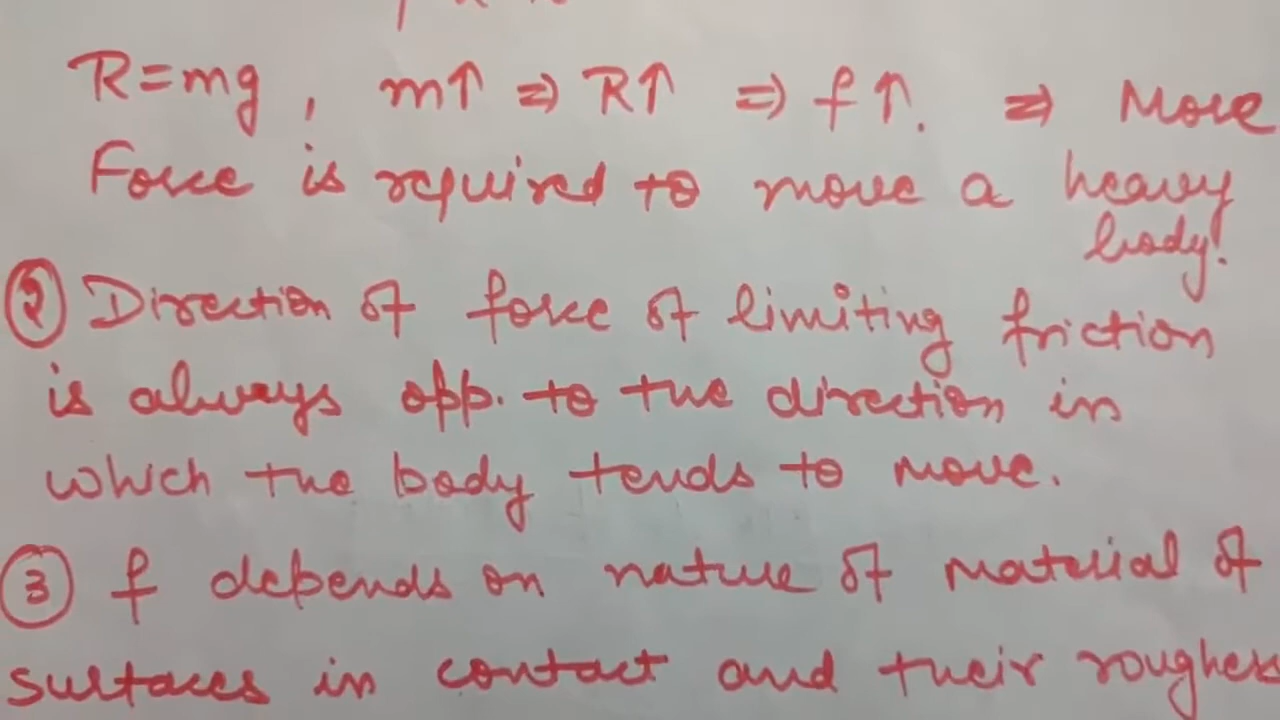 R=mg, m↑ ⇒ R↑ ⇒ f↑. ⇒ More
Force is required to move a heavy
body.
② Direction of force of limiting friction
is always opp. to the direction in
which the body tends to move.
③ f depends on nature of material of
surfaces in contact and their